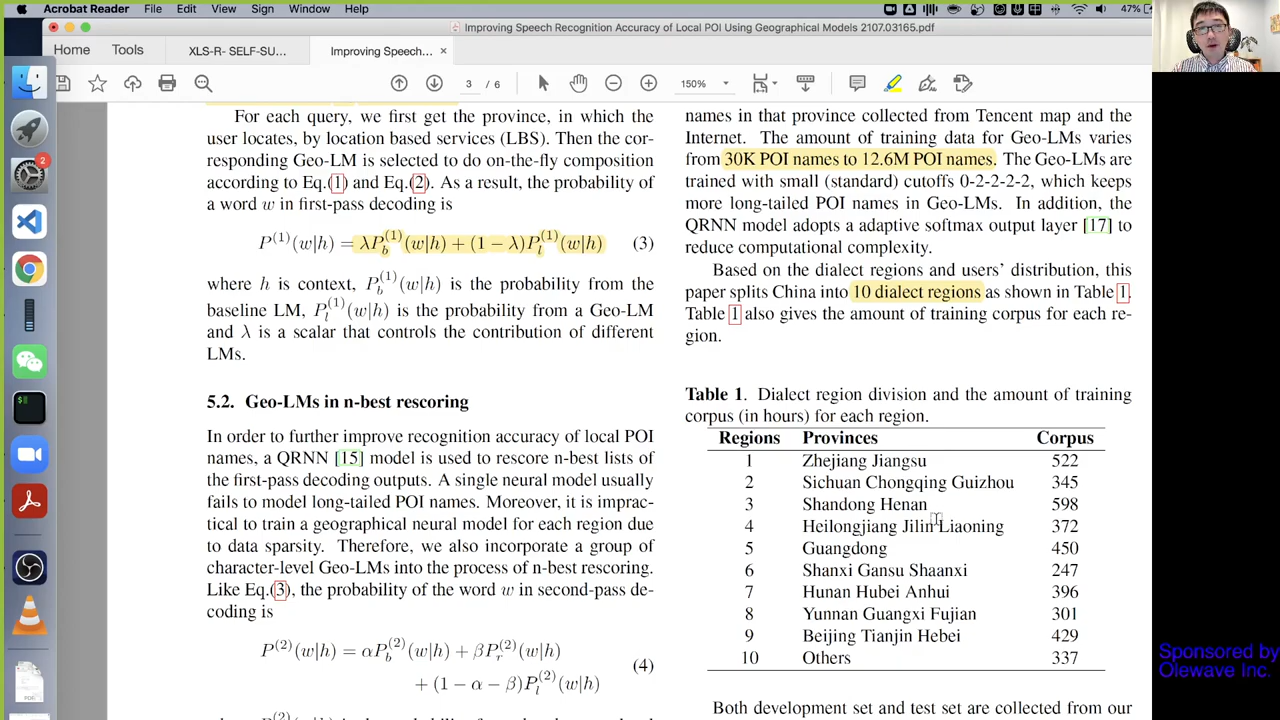 Acrobat Reader File Edit View Sign Window Help 47%
Improving Speech Recognition Accuracy of Local POI Using Geographical Models 2107.03165.pdf
Home Tools XLS-R- SELF-SU... Improving Speech... ×
3 / 6 150%
For each query, we first get the province, in which the
user locates, by location based services (LBS). Then the cor-
responding Geo-LM is selected to do on-the-fly composition
according to Eq.(1) and Eq.(2). As a result, the probability of
a word w in first-pass decoding is
P^(1)(w|h) = λP_b^(1)(w|h) + (1 − λ)P_l^(1)(w|h) (3)
where h is context, P_b^(1)(w|h) is the probability from the
baseline LM, P_l^(1)(w|h) is the probability from a Geo-LM
and λ is a scalar that controls the contribution of different
LMs.
5.2. Geo-LMs in n-best rescoring
In order to further improve recognition accuracy of local POI
names, a QRNN [15] model is used to rescore n-best lists of
the first-pass decoding outputs. A single neural model usually
fails to model long-tailed POI names. Moreover, it is imprac-
tical to train a geographical neural model for each region due
to data sparsity. Therefore, we also incorporate a group of
character-level Geo-LMs into the process of n-best rescoring.
Like Eq.(3), the probability of the word w in second-pass de-
coding is
P^(2)(w|h) = αP_b^(2)(w|h) + βP_r^(2)(w|h)
+ (1 − α − β)P_l^(2)(w|h) (4)
names in that province collected from Tencent map and the
Internet. The amount of training data for Geo-LMs varies
from 30K POI names to 12.6M POI names. The Geo-LMs are
trained with small (standard) cutoffs 0-2-2-2-2, which keeps
more long-tailed POI names in Geo-LMs. In addition, the
QRNN model adopts a adaptive softmax output layer [17] to
reduce computational complexity.
Based on the dialect regions and users' distribution, this
paper splits China into 10 dialect regions as shown in Table 1.
Table 1 also gives the amount of training corpus for each re-
gion.
Table 1. Dialect region division and the amount of training
corpus (in hours) for each region.
Regions Provinces Corpus
1 Zhejiang Jiangsu 522
2 Sichuan Chongqing Guizhou 345
3 Shandong Henan 598
4 Heilongjiang Jilin Liaoning 372
5 Guangdong 450
6 Shanxi Gansu Shaanxi 247
7 Hunan Hubei Anhui 396
8 Yunnan Guangxi Fujian 301
9 Beijing Tianjin Hebei 429
10 Others 337
Both development set and test set are collected from our
Sponsored by
Olewave Inc.